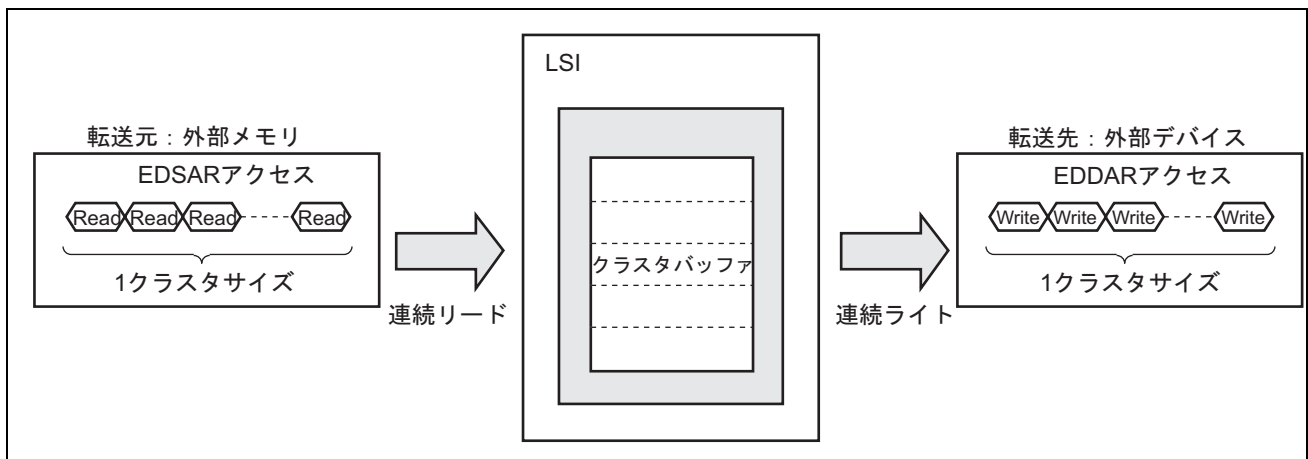 LSI
転送元：外部メモリ
EDSARアクセス
Read Read Read Read
1クラスタサイズ
連続リード
クラスタバッファ
連続ライト
転送先：外部デバイス
EDDARアクセス
Write Write Write Write
1クラスタサイズ